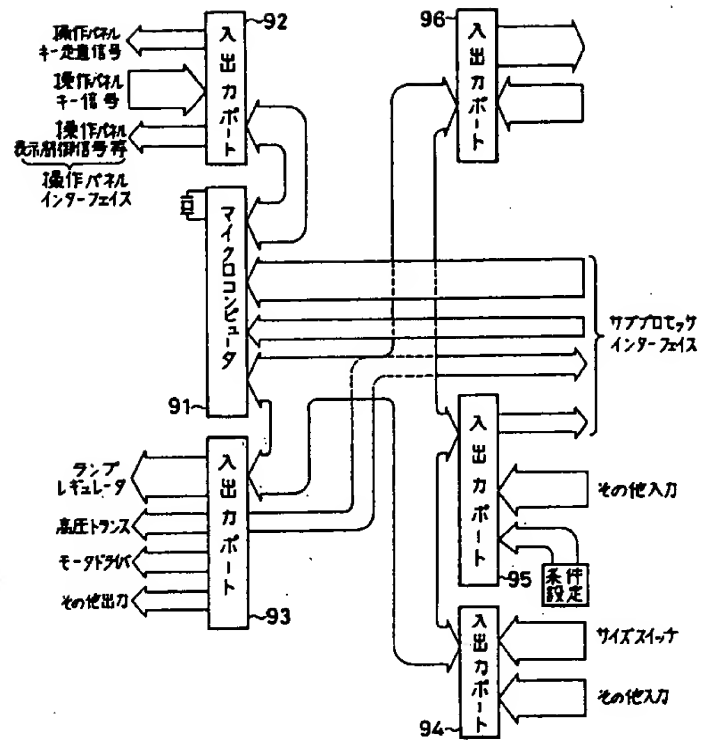 92
操作パネル
キー走査信号
操作パネル
キー信号
操作パネル
表示制御信号等
操作パネル
インターフェイス
入出力ポート
マイクロコンピュータ
91
ランプ
レギュレータ
高圧トランス
モータドライバ
その他出力
入出力ポート
93
96
入出力ポート
サブプロセッサ
インターフェイス
入出力ポート
95
その他入力
条件
設定
入出力ポート
94
サイズスイッチ
その他入力